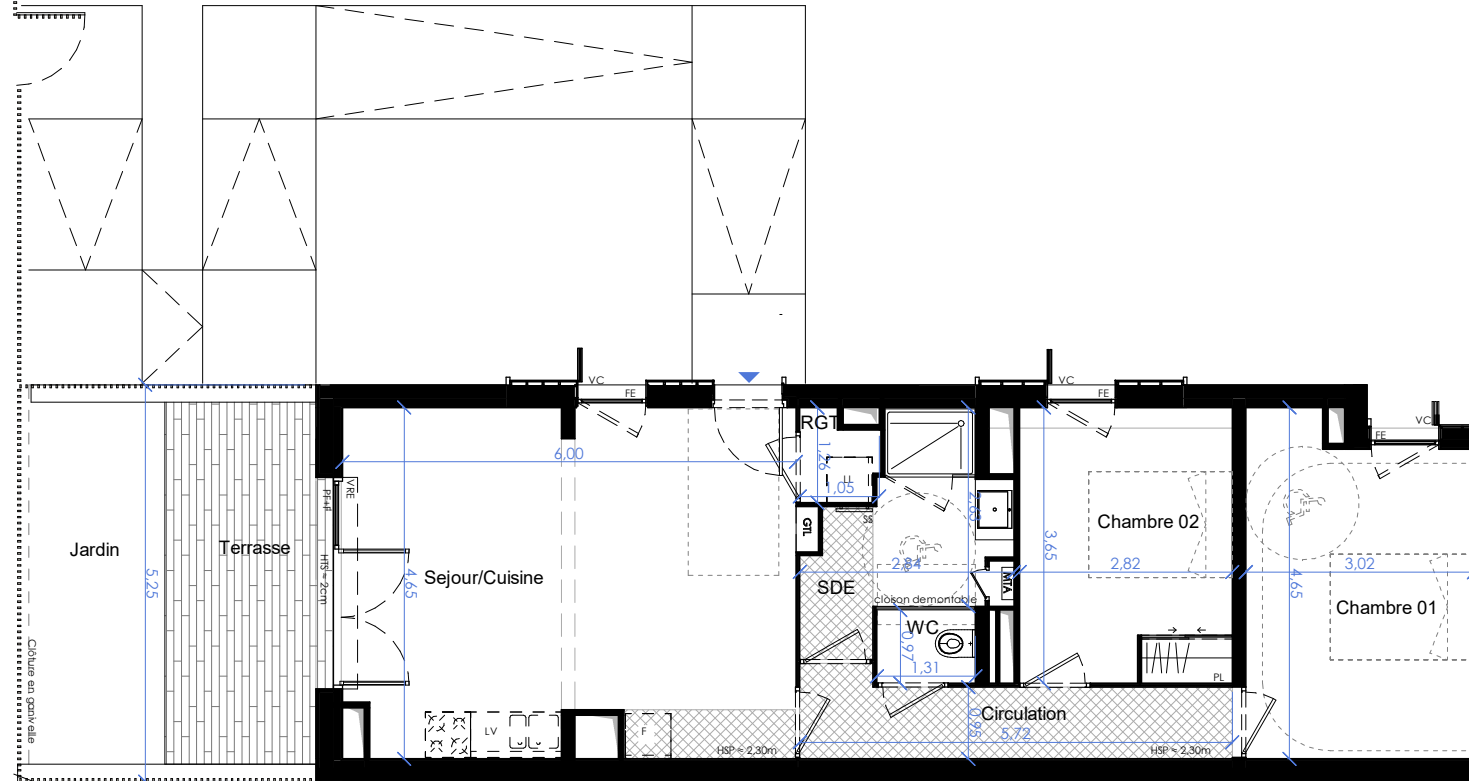 VC
FE
VC
FE
VC
FE
RGT
1,26
LL
1,05
6,00
VRE
PF+F
HTS = 2cm
GTL
SS
2,63
3,65
Chambre 02
2,82
4,65
3,02
Chambre 01
Jardin
Terrasse
5,25
Sejour/Cuisine
4,65
2,84
SDE
MTA
cloison demontable
WC
0,97
1,31
PL
Clôture en ganivelle
LV
F
HSP = 2,30m
0,95
Circulation
5,72
HSP = 2,30m